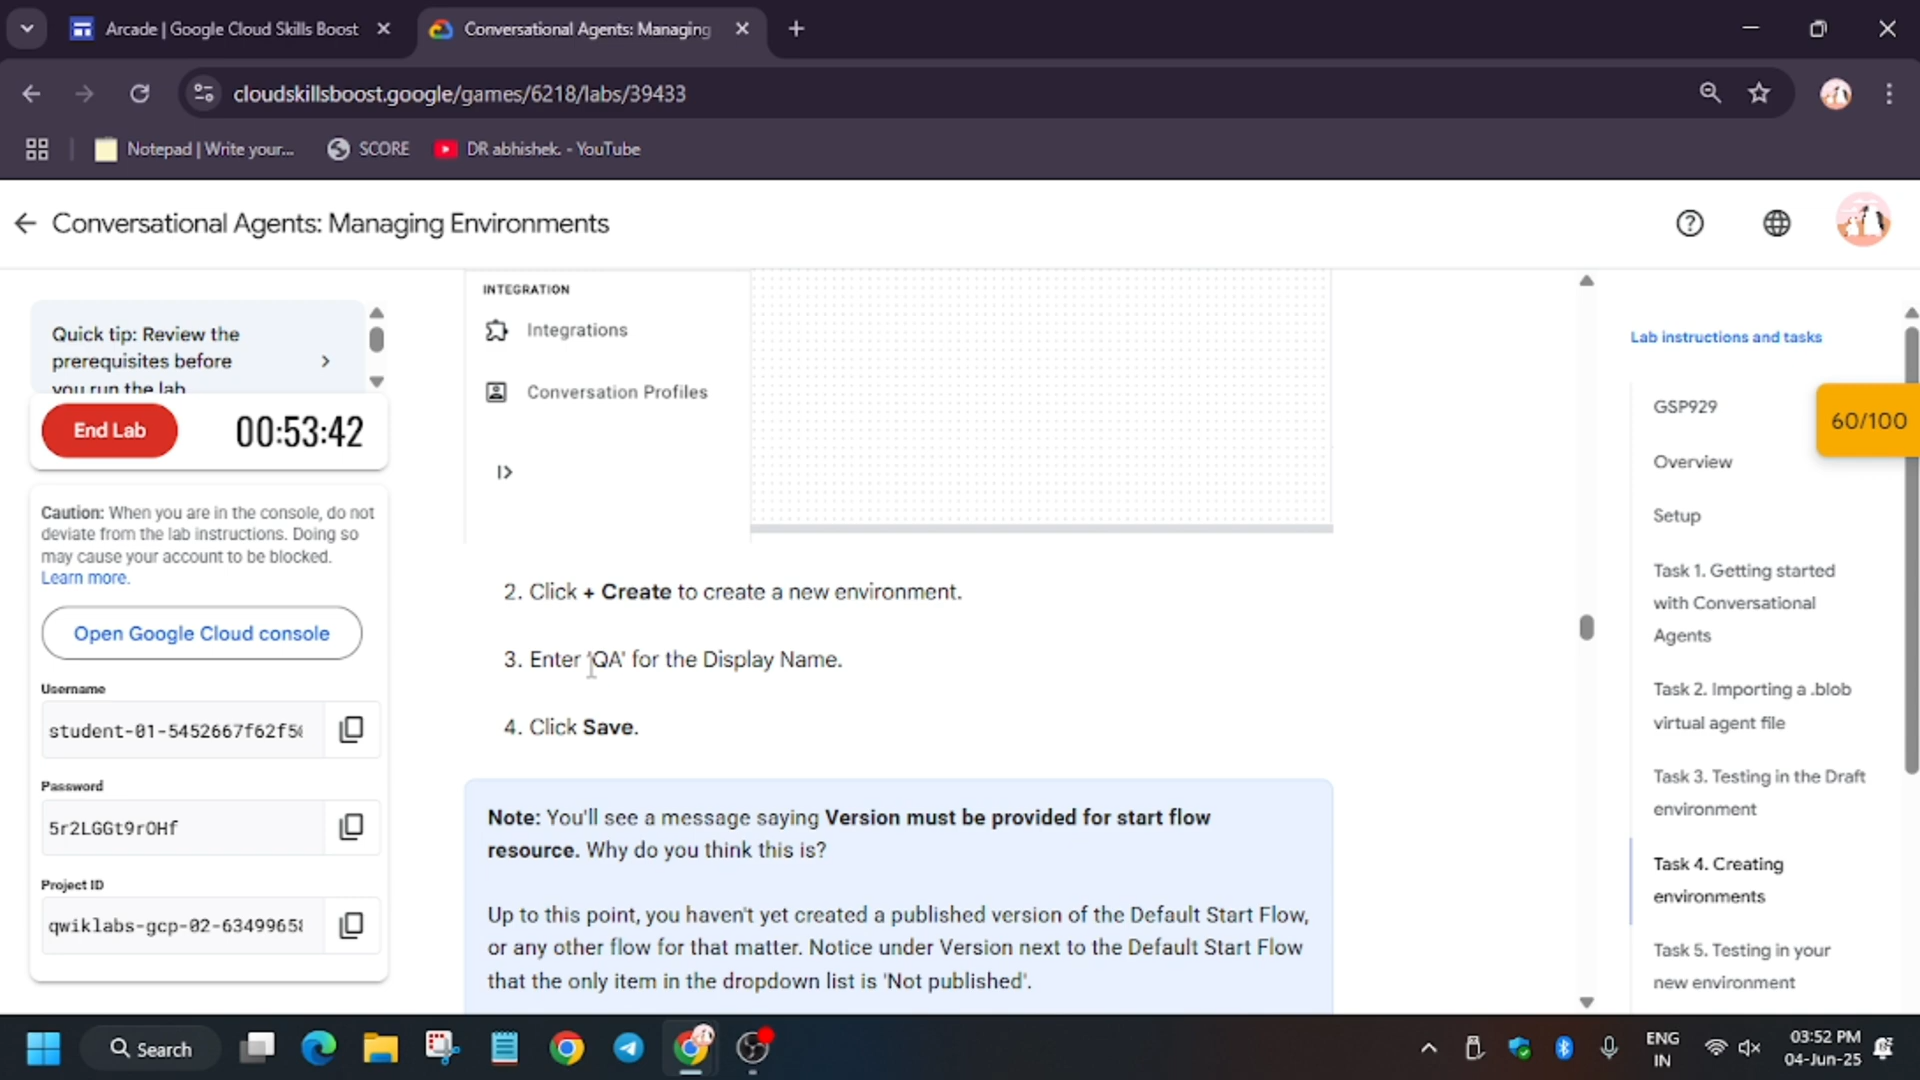 Arcade | Google Cloud Skills Boost
Conversational Agents: Managing
cloudskillsboost.google/games/6218/labs/39433
Notepad | Write your...
SCORE
DR abhishek. - YouTube
Conversational Agents: Managing Environments
Quick tip: Review the
prerequisites before
you run the lab
End Lab
00:53:42
Caution: When you are in the console, do not
deviate from the lab instructions. Doing so
may cause your account to be blocked.
Learn more.
Open Google Cloud console
Username
student-01-5452667f62f5
Password
5r2LGGt9rOHf
Project ID
qwiklabs-gcp-02-6349965
INTEGRATION
Integrations
Conversation Profiles
2. Click + Create to create a new environment.
3. Enter 'QA' for the Display Name.
4. Click Save.
Note: You'll see a message saying Version must be provided for start flow
resource. Why do you think this is?
Up to this point, you haven't yet created a published version of the Default Start Flow,
or any other flow for that matter. Notice under Version next to the Default Start Flow
that the only item in the dropdown list is 'Not published'.
Lab instructions and tasks
GSP929
60/100
Overview
Setup
Task 1. Getting started
with Conversational
Agents
Task 2. Importing a .blob
virtual agent file
Task 3. Testing in the Draft
environment
Task 4. Creating
environments
Task 5. Testing in your
new environment
Search
ENG
IN
03:52 PM
04-Jun-25